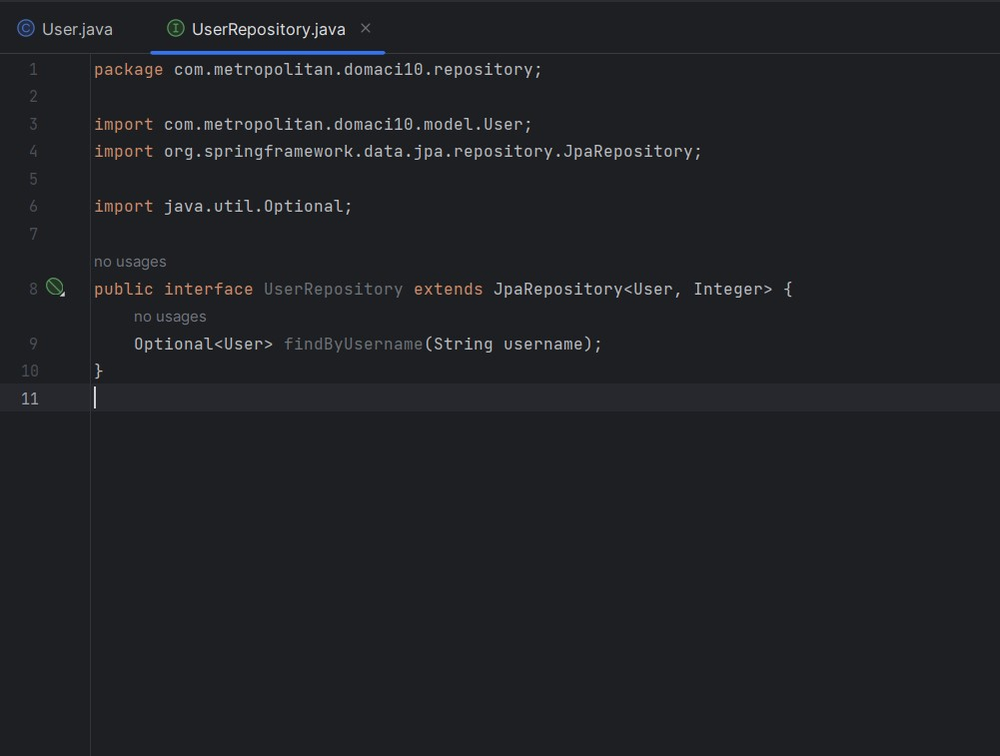 User.java
UserRepository.java
1 package com.metropolitan.domaci10.repository;
2
3 import com.metropolitan.domaci10.model.User;
4 import org.springframework.data.jpa.repository.JpaRepository;
5
6 import java.util.Optional;
7
no usages
8 public interface UserRepository extends JpaRepository<User, Integer> {
no usages
9 Optional<User> findByUsername(String username);
10 }
11